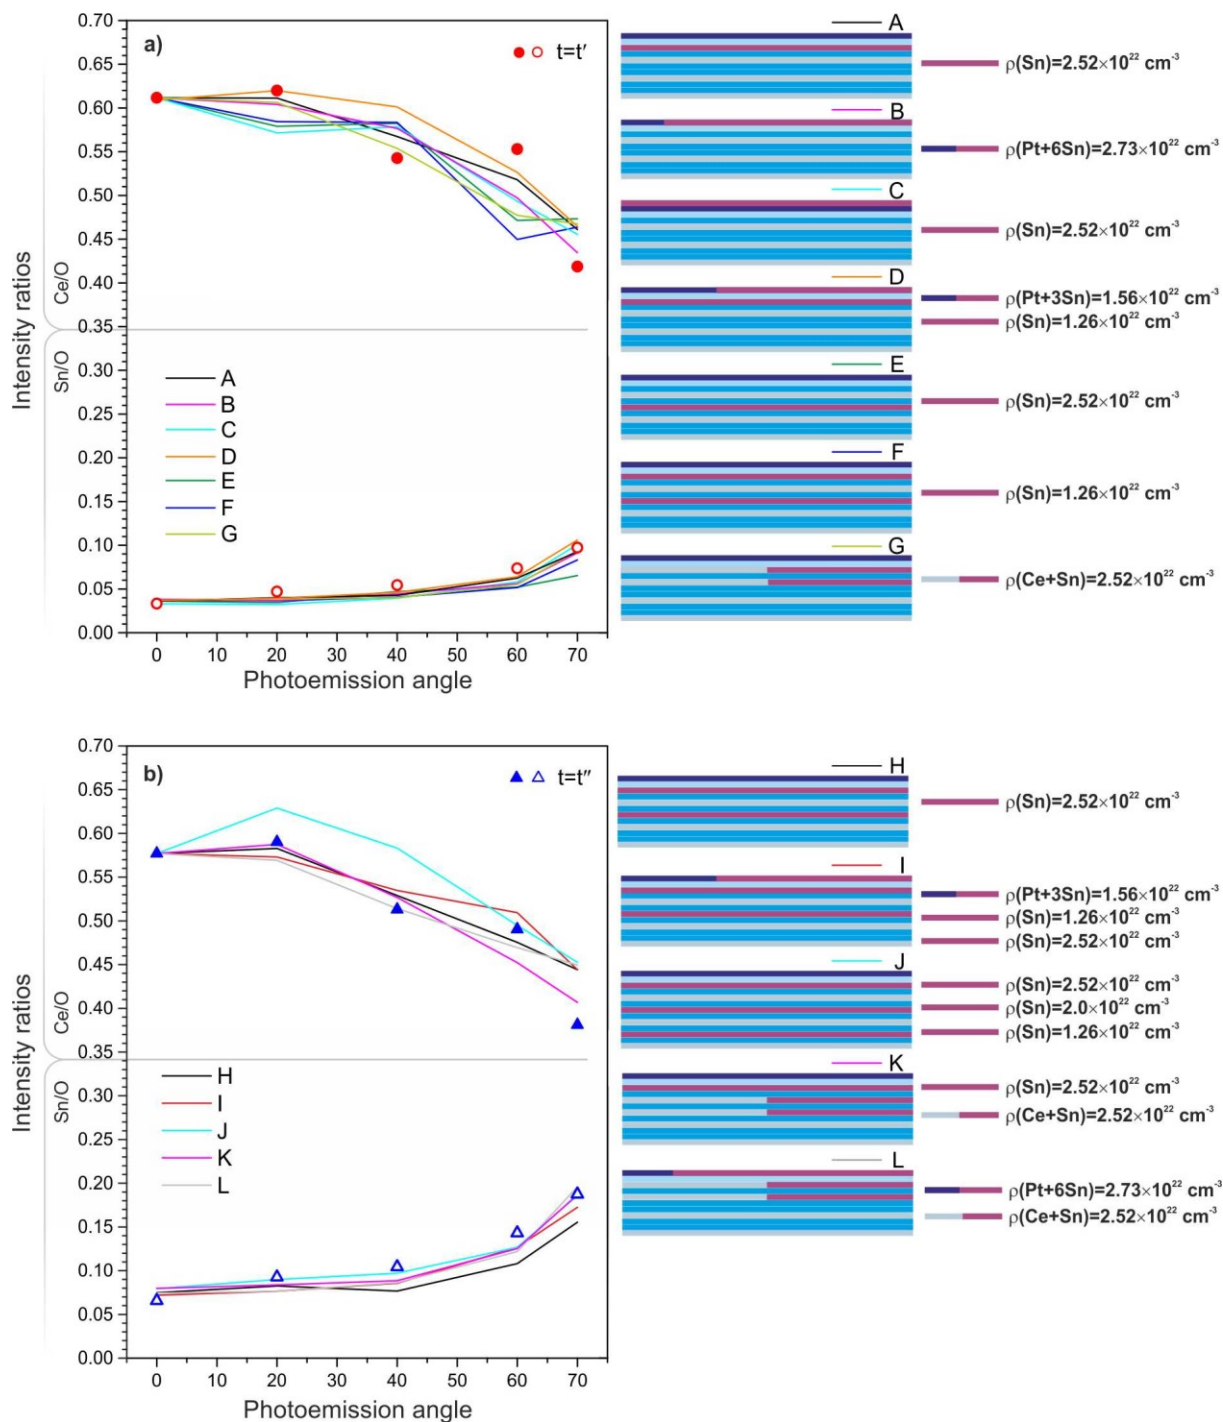 a)
t=t′
0.70
0.65
0.60
0.55
0.50
0.45
0.40
0.35
0.30
0.25
0.20
0.15
0.10
0.05
0.00
Intensity ratios
Ce/O
Sn/O
A
B
C
D
E
F
G
0 10 20 30 40 50 60 70
Photoemission angle
A
ρ(Sn)=2.52×10²² cm⁻³
B
ρ(Pt+6Sn)=2.73×10²² cm⁻³
C
ρ(Sn)=2.52×10²² cm⁻³
D
ρ(Pt+3Sn)=1.56×10²² cm⁻³
ρ(Sn)=1.26×10²² cm⁻³
E
ρ(Sn)=2.52×10²² cm⁻³
F
ρ(Sn)=1.26×10²² cm⁻³
G
ρ(Ce+Sn)=2.52×10²² cm⁻³
b)
t=t″
0.70
0.65
0.60
0.55
0.50
0.45
0.40
0.35
0.30
0.25
0.20
0.15
0.10
0.05
0.00
Intensity ratios
Ce/O
Sn/O
H
I
J
K
L
0 10 20 30 40 50 60 70
Photoemission angle
H
ρ(Sn)=2.52×10²² cm⁻³
I
ρ(Pt+3Sn)=1.56×10²² cm⁻³
ρ(Sn)=1.26×10²² cm⁻³
ρ(Sn)=2.52×10²² cm⁻³
J
ρ(Sn)=2.52×10²² cm⁻³
ρ(Sn)=2.0×10²² cm⁻³
ρ(Sn)=1.26×10²² cm⁻³
K
ρ(Sn)=2.52×10²² cm⁻³
ρ(Ce+Sn)=2.52×10²² cm⁻³
L
ρ(Pt+6Sn)=2.73×10²² cm⁻³
ρ(Ce+Sn)=2.52×10²² cm⁻³